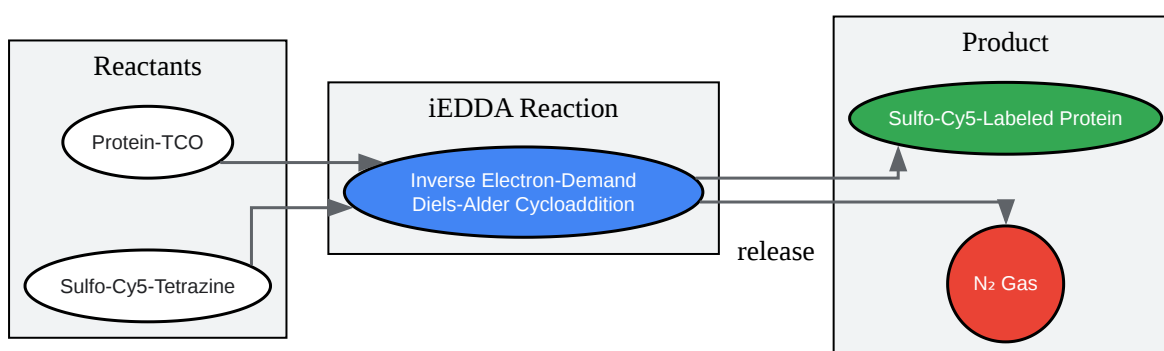 Reactants
Protein-TCO
Sulfo-Cy5-Tetrazine
iEDDA Reaction
Inverse Electron-Demand
Diels-Alder Cycloaddition
release
Product
Sulfo-Cy5-Labeled Protein
N₂ Gas